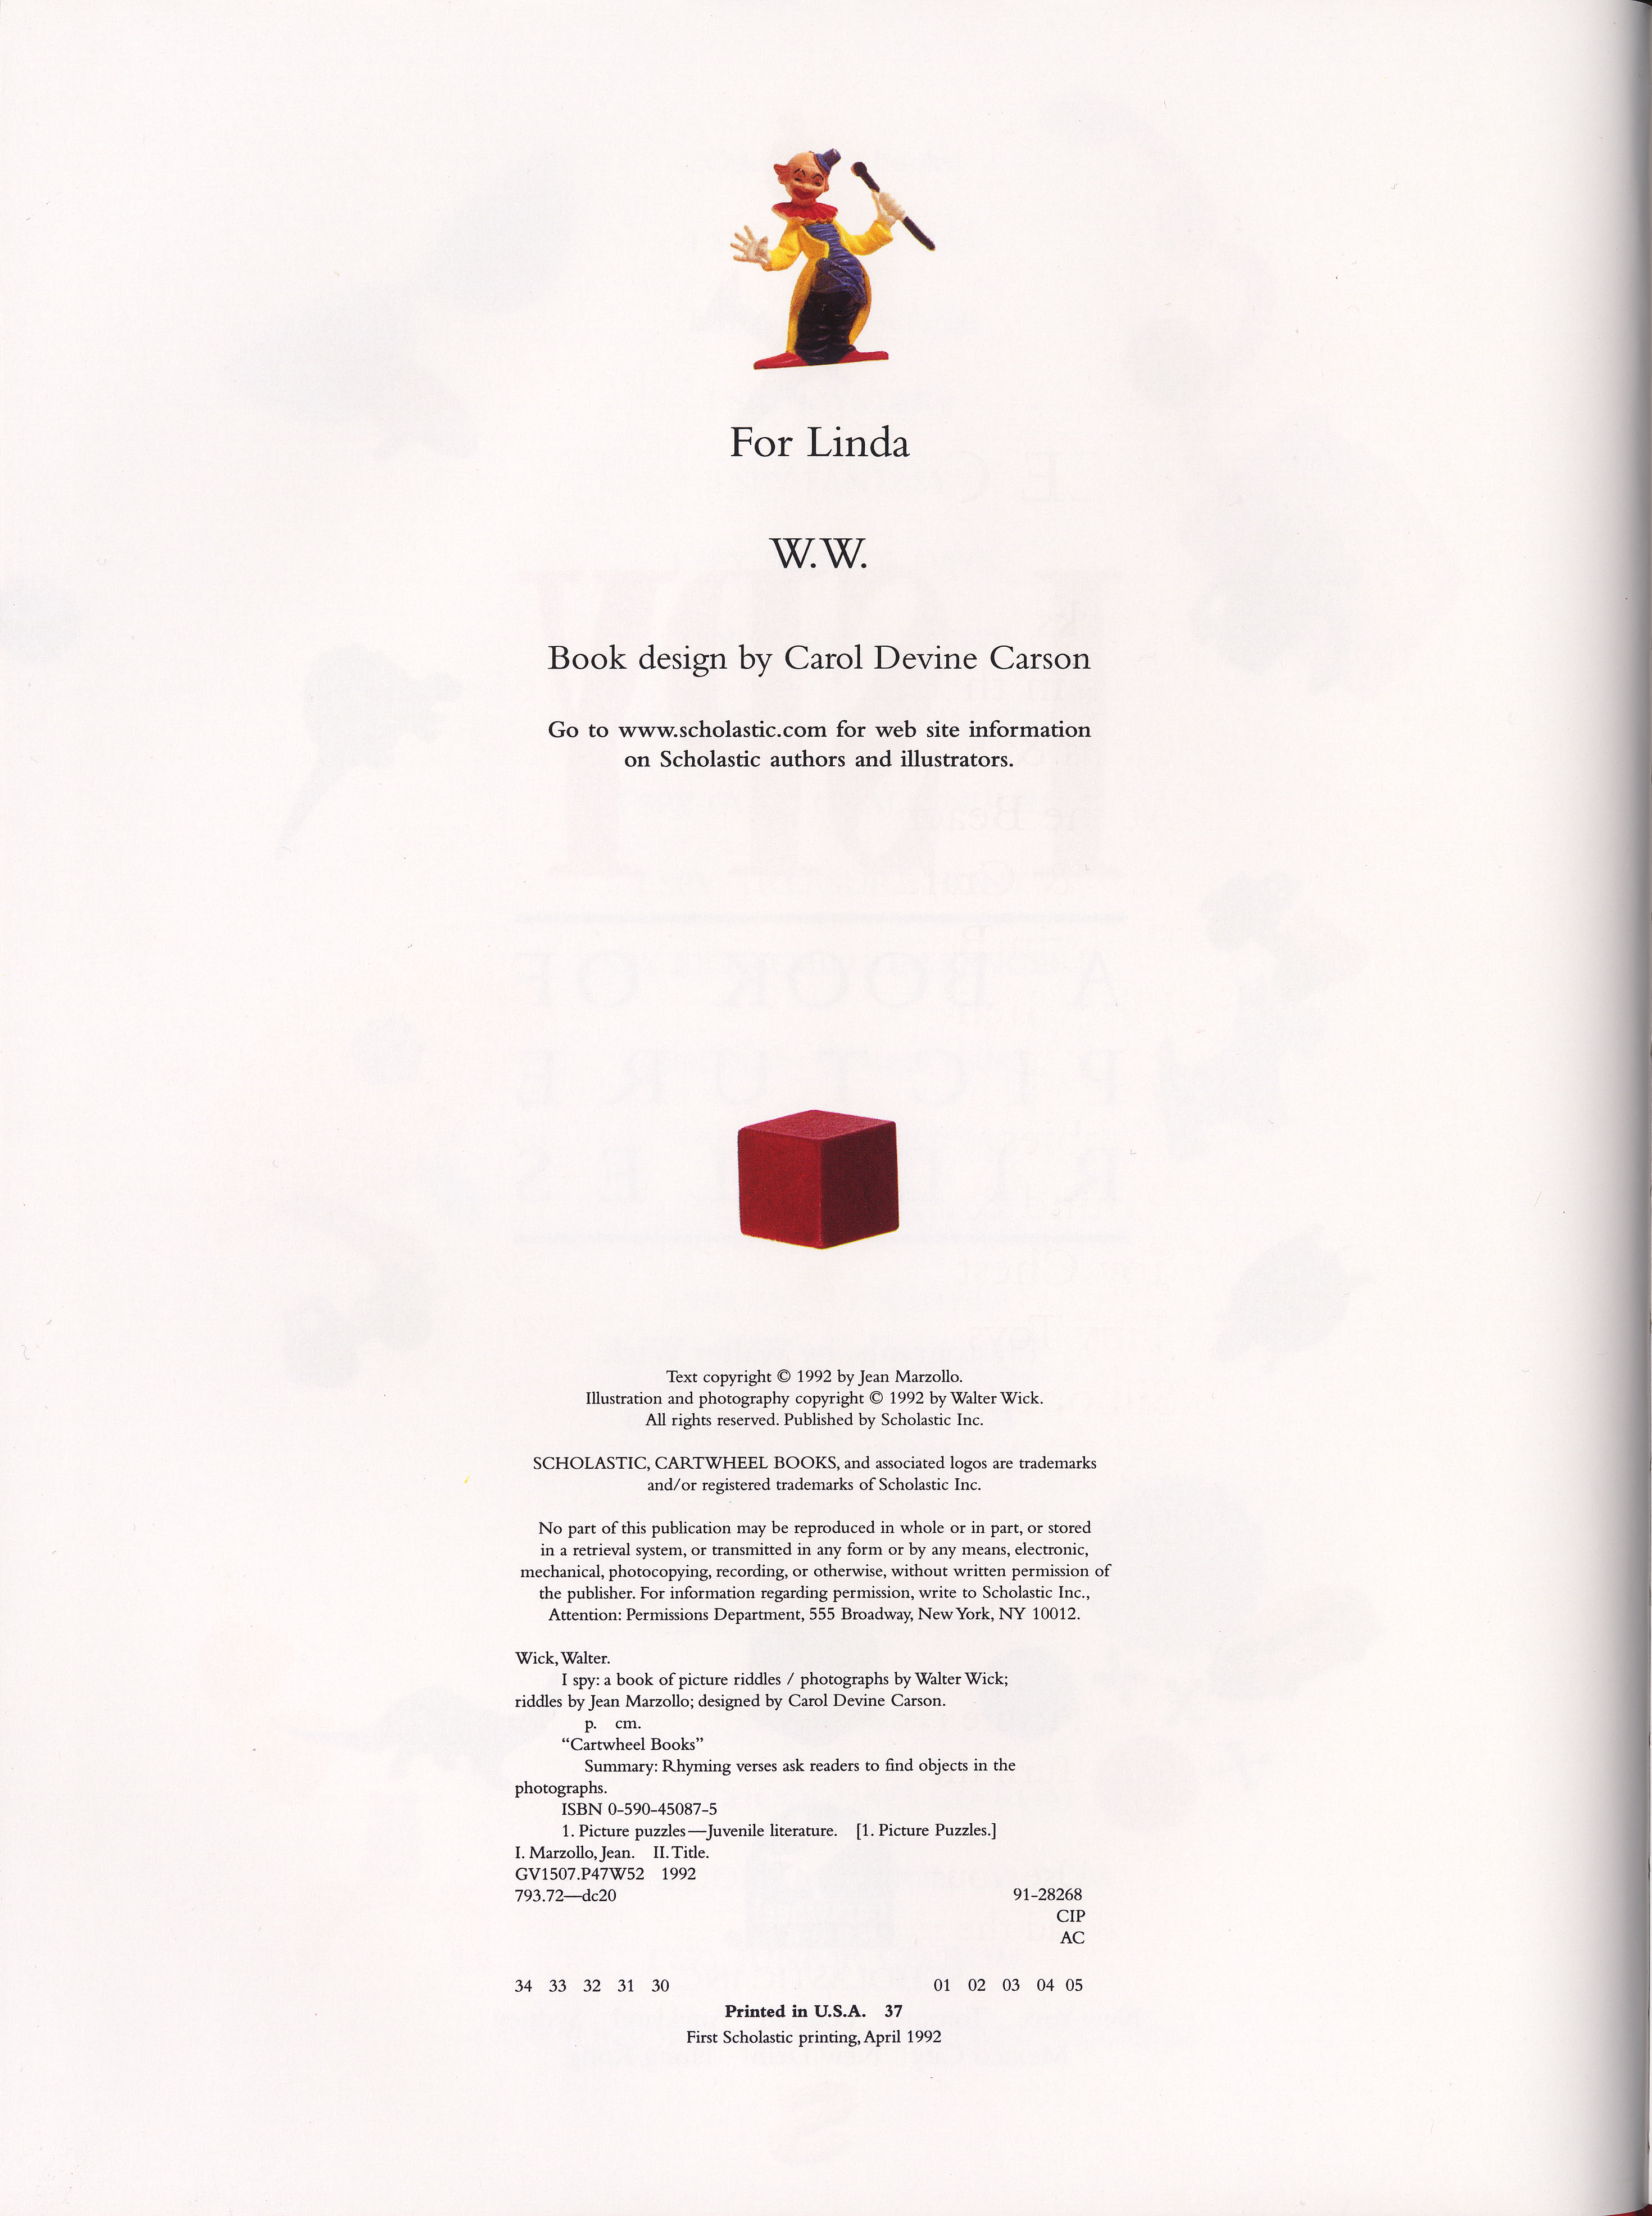 For Linda
W.W.
Book design by Carol Devine Carson
Go to www.scholastic.com for web site information
on Scholastic authors and illustrators.
Text copyright © 1992 by Jean Marzollo.
Illustration and photography copyright © 1992 by Walter Wick.
All rights reserved. Published by Scholastic Inc.
SCHOLASTIC, CARTWHEEL BOOKS, and associated logos are trademarks
and/or registered trademarks of Scholastic Inc.
No part of this publication may be reproduced in whole or in part, or stored
in a retrieval system, or transmitted in any form or by any means, electronic,
mechanical, photocopying, recording, or otherwise, without written permission of
the publisher. For information regarding permission, write to Scholastic Inc.,
Attention: Permissions Department, 555 Broadway, New York, NY 10012.
Wick, Walter.
I spy: a book of picture riddles / photographs by Walter Wick;
riddles by Jean Marzollo; designed by Carol Devine Carson.
p. cm.
“Cartwheel Books”
Summary: Rhyming verses ask readers to find objects in the
photographs.
ISBN 0-590-45087-5
1. Picture puzzles—Juvenile literature. [1. Picture Puzzles.]
I. Marzollo, Jean. II. Title.
GV1507.P47W52 1992
793.72—dc20 91-28268
CIP
AC
34 33 32 31 30 01 02 03 04 05
Printed in U.S.A. 37
First Scholastic printing, April 1992